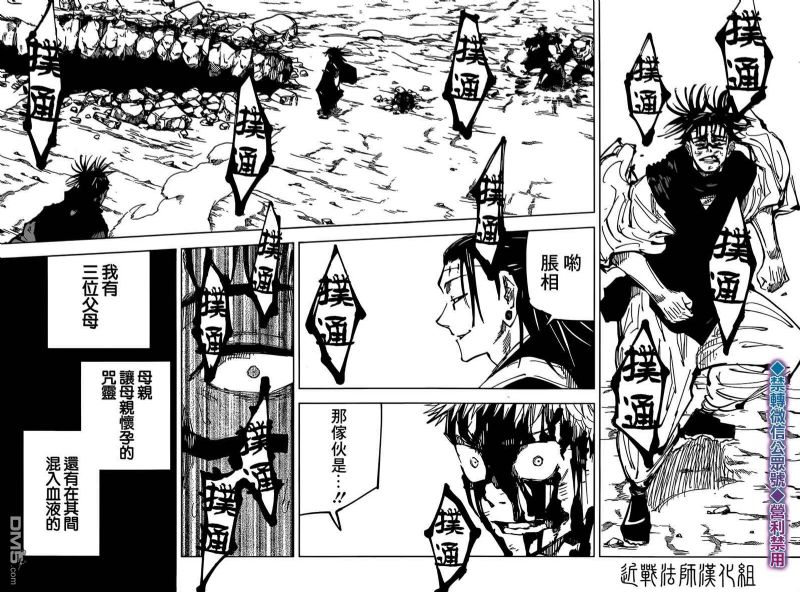 撲通
撲通
撲通
撲通
撲通
撲通
撲通
撲通
喲
脹相
撲通
撲通
那傢伙是…!!
撲通
撲通
撲通
撲通
撲通
我有
三位父母
母親
讓母親懷孕的
咒靈
還有在其間
混入血液的
◆禁轉微信公眾號◆營利禁用
近戰法師漢化組
DM5